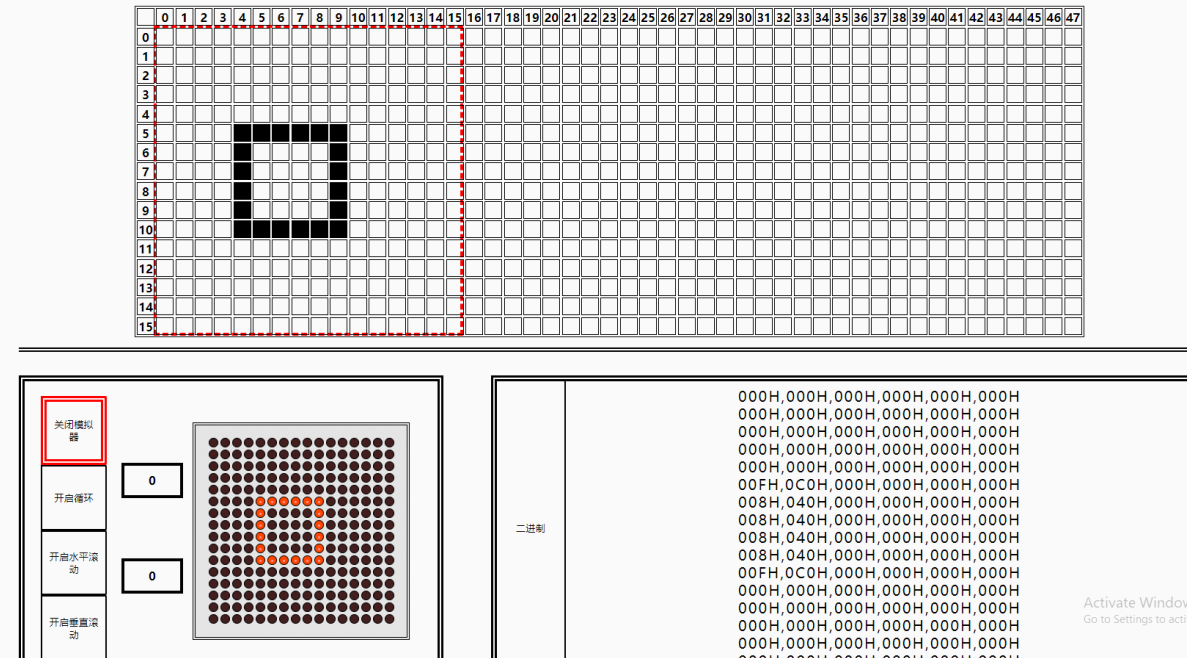 0 1 2 3 4 5 6 7 8 9 10 11 12 13 14 15 16 17 18 19 20 21 22 23 24 25 26 27 28 29 30 31 32 33 34 35 36 37 38 39 40 41 42 43 44 45 46 47
0
1
2
3
4
5
6
7
8
9
10
11
12
13
14
15
关闭模拟
器
开启循环
开启水平滚
动
开启垂直滚
动
0
0
二进制
000H,000H,000H,000H,000H,000H
000H,000H,000H,000H,000H,000H
000H,000H,000H,000H,000H,000H
000H,000H,000H,000H,000H,000H
000H,000H,000H,000H,000H,000H
00FH,0C0H,000H,000H,000H,000H
008H,040H,000H,000H,000H,000H
008H,040H,000H,000H,000H,000H
008H,040H,000H,000H,000H,000H
008H,040H,000H,000H,000H,000H
00FH,0C0H,000H,000H,000H,000H
000H,000H,000H,000H,000H,000H
000H,000H,000H,000H,000H,000H
000H,000H,000H,000H,000H,000H
000H,000H,000H,000H,000H,000H
Activate Window
Go to Settings to acti